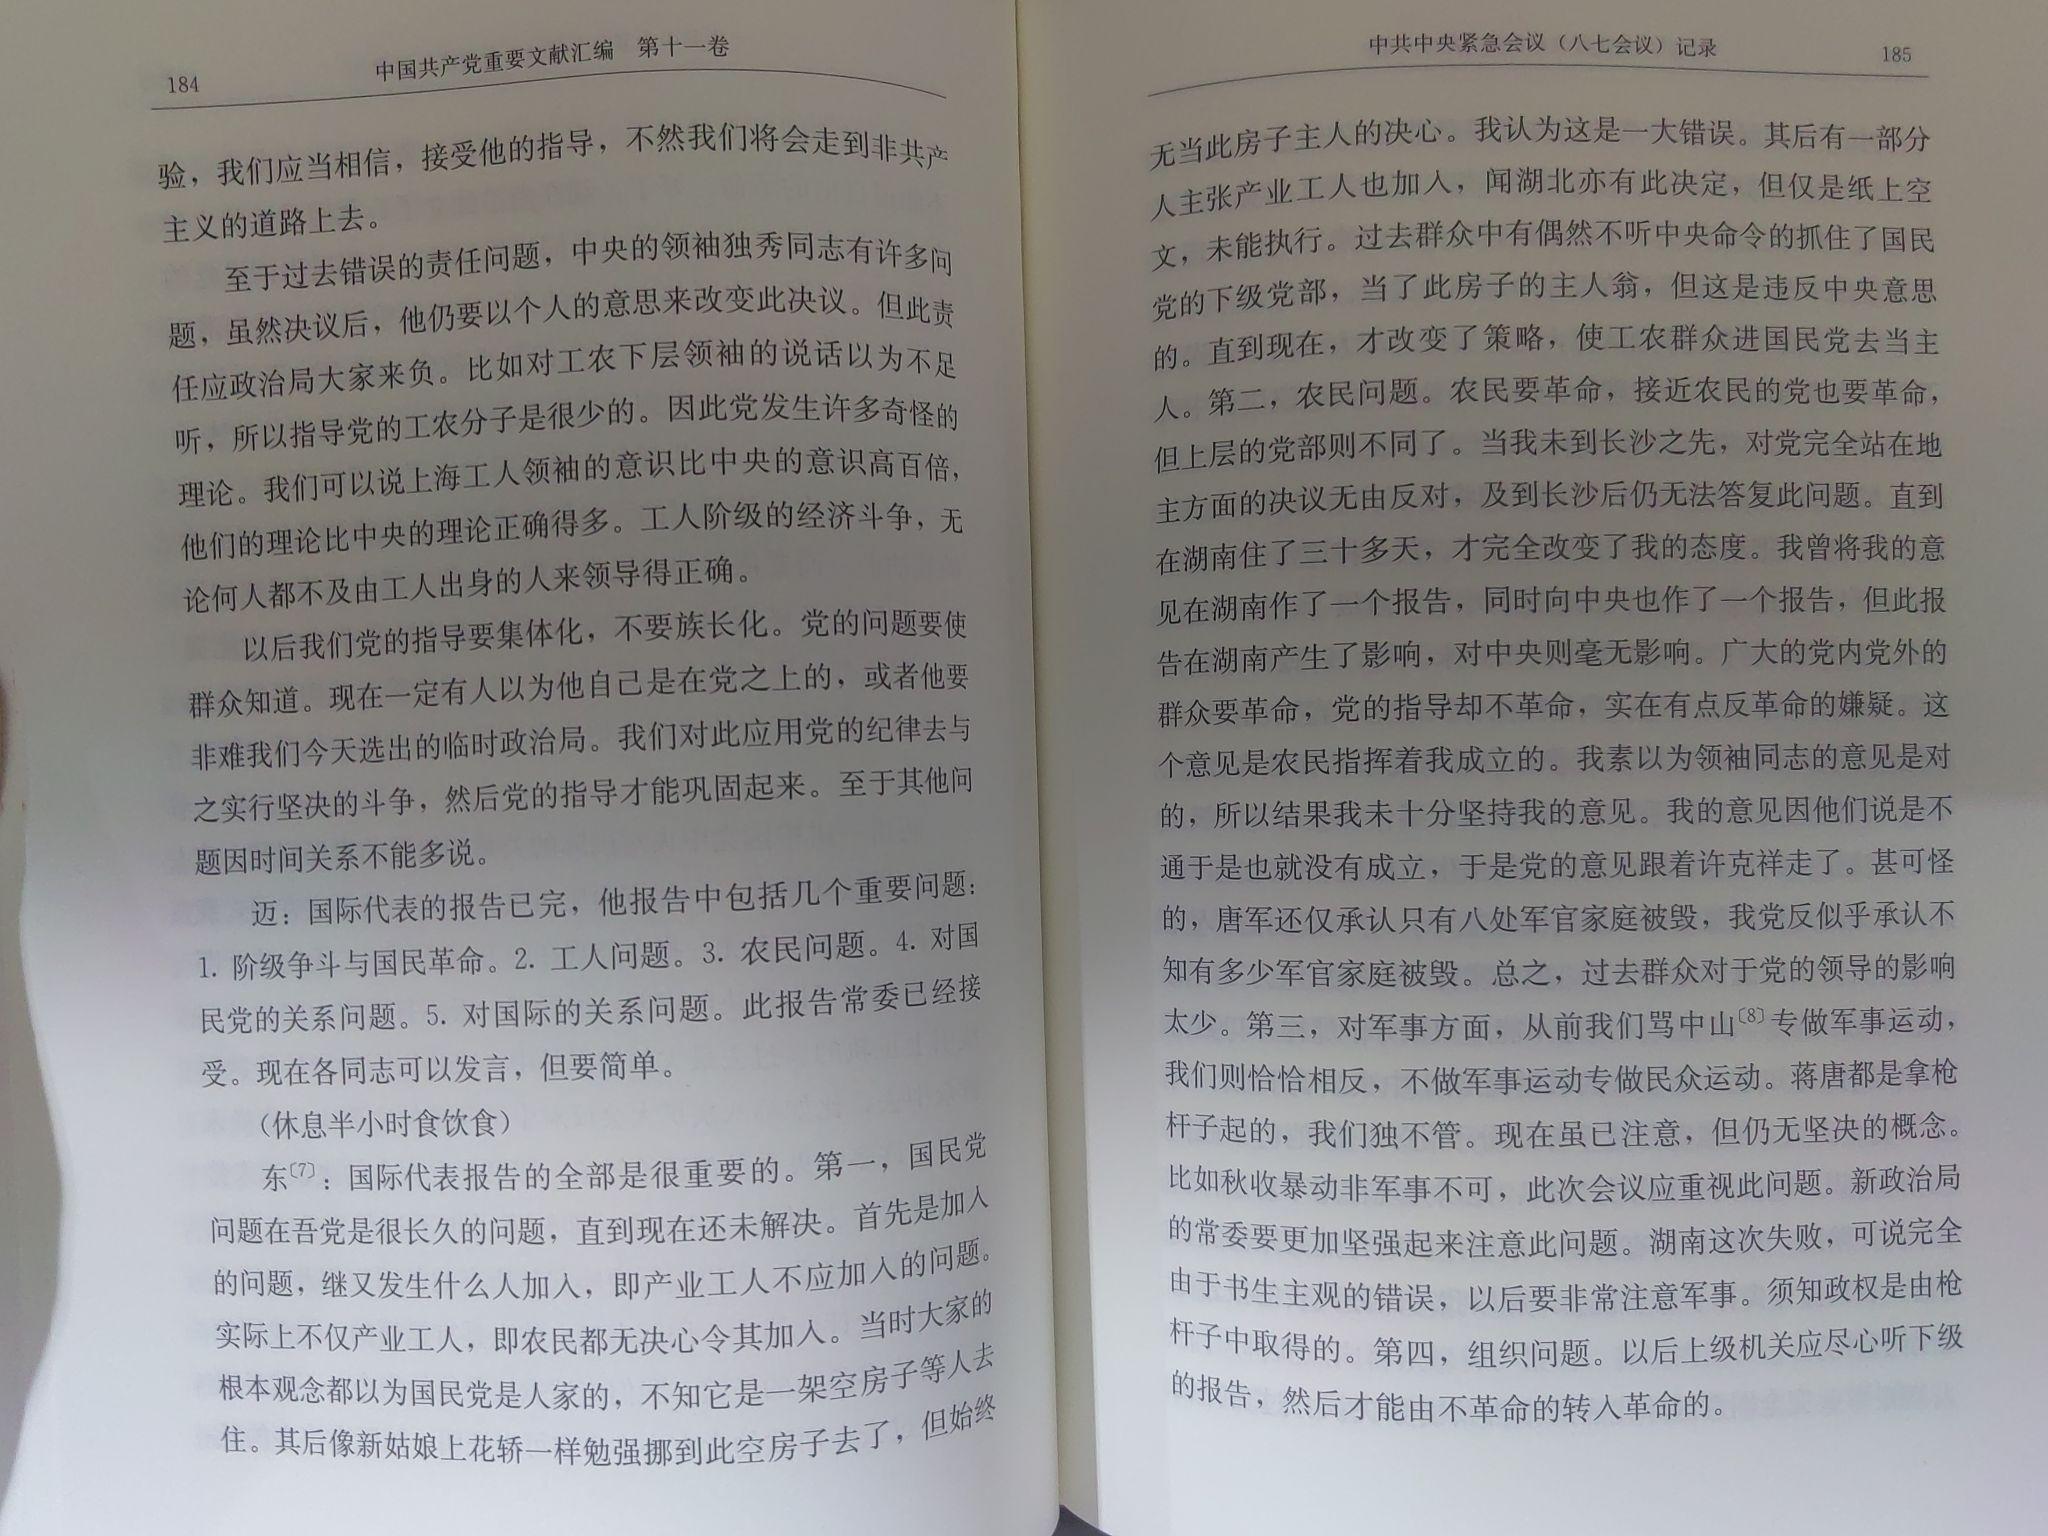 184
中国共产党重要文献汇编　第十一卷
验，我们应当相信，接受他的指导，不然我们将会走到非共产
主义的道路上去。
至于过去错误的责任问题，中央的领袖独秀同志有许多问
题，虽然决议后，他仍要以个人的意思来改变此决议。但此责
任应政治局大家来负。比如对工农下层领袖的说话以为不足
听，所以指导党的工农分子是很少的。因此党发生许多奇怪的
理论。我们可以说上海工人领袖的意识比中央的意识高百倍，
他们的理论比中央的理论正确得多。工人阶级的经济斗争，无
论何人都不及由工人出身的人来领导得正确。
以后我们党的指导要集体化，不要族长化。党的问题要使
群众知道。现在一定有人以为他自己是在党之上的，或者他要
非难我们今天选出的临时政治局。我们对此应用党的纪律去与
之实行坚决的斗争，然后党的指导才能巩固起来。至于其他问
题因时间关系不能多说。
迈：国际代表的报告已完，他报告中包括几个重要问题：
1. 阶级争斗与国民革命。2. 工人问题。3. 农民问题。4. 对国
民党的关系问题。5. 对国际的关系问题。此报告常委已经接
受。现在各同志可以发言，但要简单。
（休息半小时食饮食）
东〔7〕：国际代表报告的全部是很重要的。第一，国民党
问题在吾党是很长久的问题，直到现在还未解决。首先是加入
的问题，继又发生什么人加入，即产业工人不应加入的问题。
实际上不仅产业工人，即农民都无决心令其加入。当时大家的
根本观念都以为国民党是人家的，不知它是一架空房子等人去
住。其后像新姑娘上花轿一样勉强挪到此空房子去了，但始终
中共中央紧急会议（八七会议）记录
185
无当此房子主人的决心。我认为这是一大错误。其后有一部分
人主张产业工人也加入，闻湖北亦有此决定，但仅是纸上空
文，未能执行。过去群众中有偶然不听中央命令的抓住了国民
党的下级党部，当了此房子的主人翁，但这是违反中央意思
的。直到现在，才改变了策略，使工农群众进国民党去当主
人。第二，农民问题。农民要革命，接近农民的党也要革命，
但上层的党部则不同了。当我未到长沙之先，对党完全站在地
主方面的决议无由反对，及到长沙后仍无法答复此问题。直到
在湖南住了三十多天，才完全改变了我的态度。我曾将我的意
见在湖南作了一个报告，同时向中央也作了一个报告，但此报
告在湖南产生了影响，对中央则毫无影响。广大的党内党外的
群众要革命，党的指导却不革命，实在有点反革命的嫌疑。这
个意见是农民指挥着我成立的。我素以为领袖同志的意见是对
的，所以结果我未十分坚持我的意见。我的意见因他们说是不
通于是也就没有成立，于是党的意见跟着许克祥走了。甚可怪
的，唐军还仅承认只有八处军官家庭被毁，我党反似乎承认不
知有多少军官家庭被毁。总之，过去群众对于党的领导的影响
太少。第三，对军事方面，从前我们骂中山〔8〕专做军事运动，
我们则恰恰相反，不做军事运动专做民众运动。蒋唐都是拿枪
杆子起的，我们独不管。现在虽已注意，但仍无坚决的概念。
比如秋收暴动非军事不可，此次会议应重视此问题。新政治局
的常委要更加坚强起来注意此问题。湖南这次失败，可说完全
由于书生主观的错误，以后要非常注意军事。须知政权是由枪
杆子中取得的。第四，组织问题。以后上级机关应尽心听下级
的报告，然后才能由不革命的转入革命的。